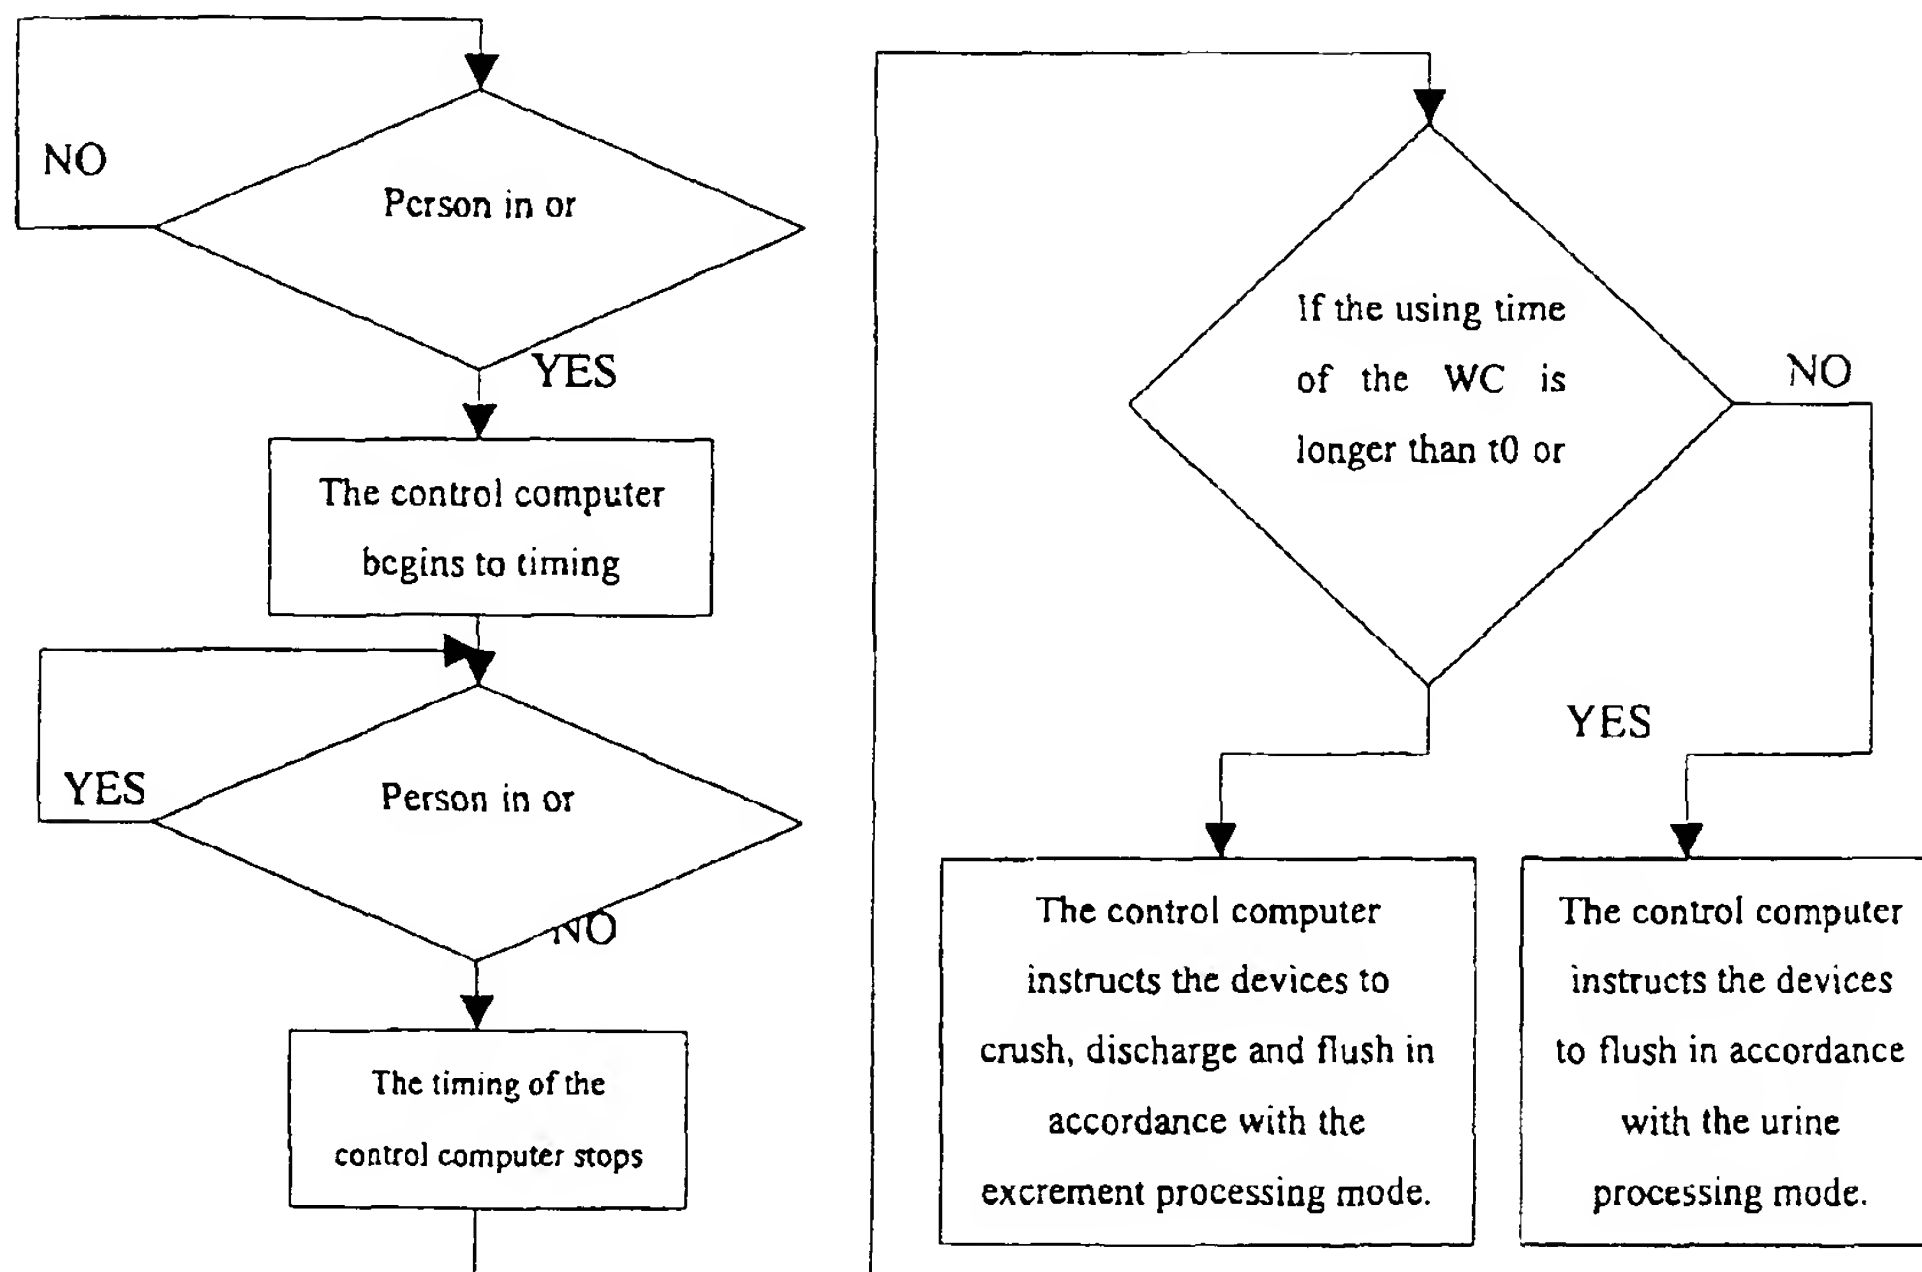 NO
Person in or
YES
The control computer
begins to timing
YES
Person in or
NO
The timing of the
control computer stops
If the using time
of the WC is
longer than t0 or
NO
YES
The control computer
instructs the devices to
crush, discharge and flush in
accordance with the
excrement processing mode.
The control computer
instructs the devices
to flush in accordance
with the urine
processing mode.